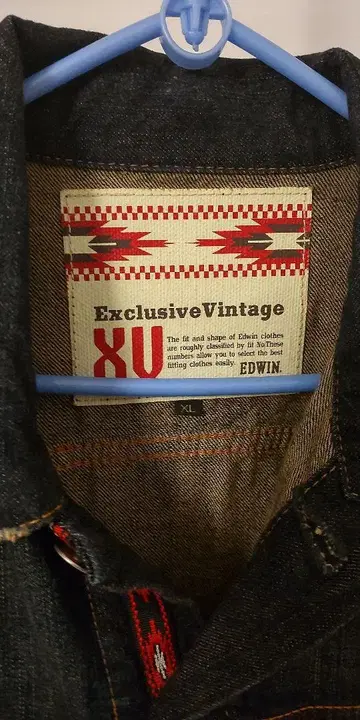 ExclusiveVintage
XV
The fit and shape of Edwin clothes
are roughly classified by fit No These
numbers allow you to select the best
fitting clothes easily.
EDWIN.
XL